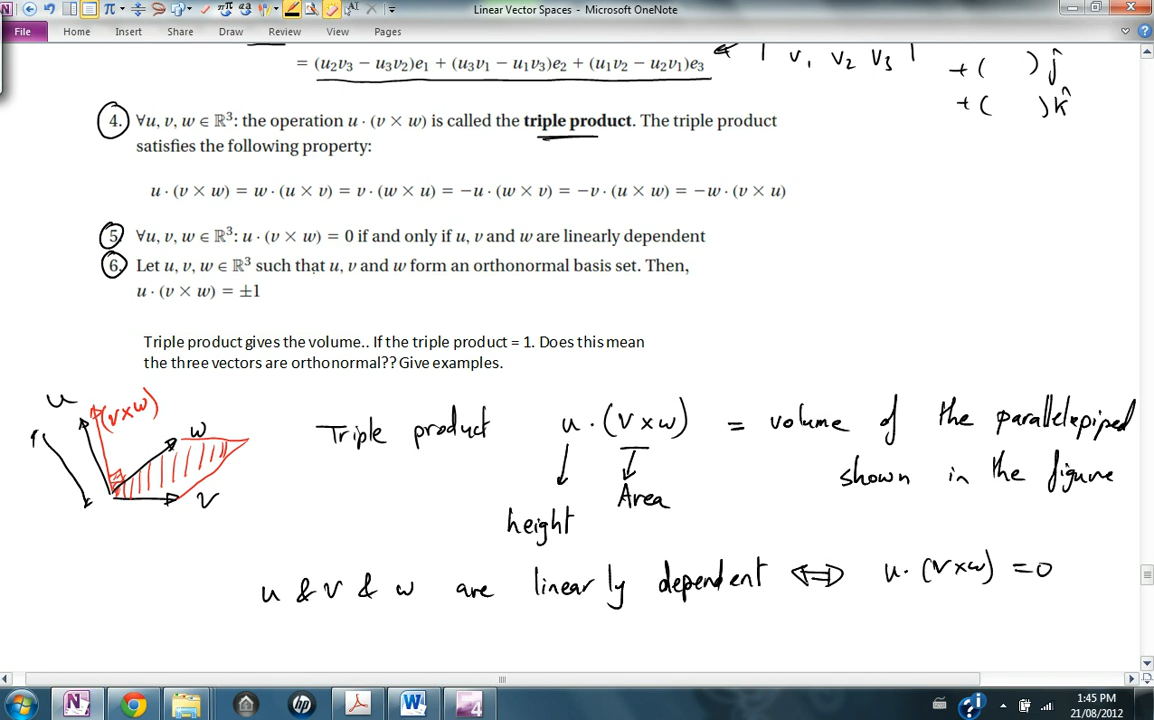 Linear Vector Spaces - Microsoft OneNote
File Home Insert Share Draw Review View Pages
= (u₂v₃ − u₃v₂)e₁ + (u₃v₁ − u₁v₃)e₂ + (u₁v₂ − u₂v₁)e₃
| v₁ v₂ v₃ |
+( )ĵ
+( )k̂
4. ∀u, v, w ∈ ℝ³: the operation u · (v × w) is called the triple product. The triple product
satisfies the following property:
u · (v × w) = w · (u × v) = v · (w × u) = −u · (w × v) = −v · (u × w) = −w · (v × u)
5. ∀u, v, w ∈ ℝ³: u · (v × w) = 0 if and only if u, v and w are linearly dependent
6. Let u, v, w ∈ ℝ³ such that u, v and w form an orthonormal basis set. Then,
u · (v × w) = ±1
Triple product gives the volume.. If the triple product = 1. Does this mean
the three vectors are orthonormal?? Give examples.
u
(v×w)
w
v
Triple product u · (v×w) = volume of the parallelepiped
shown in the figure
Area
height
u & v & w are linearly dependent ⟺ u · (v×w) = 0
1:45 PM
21/08/2012